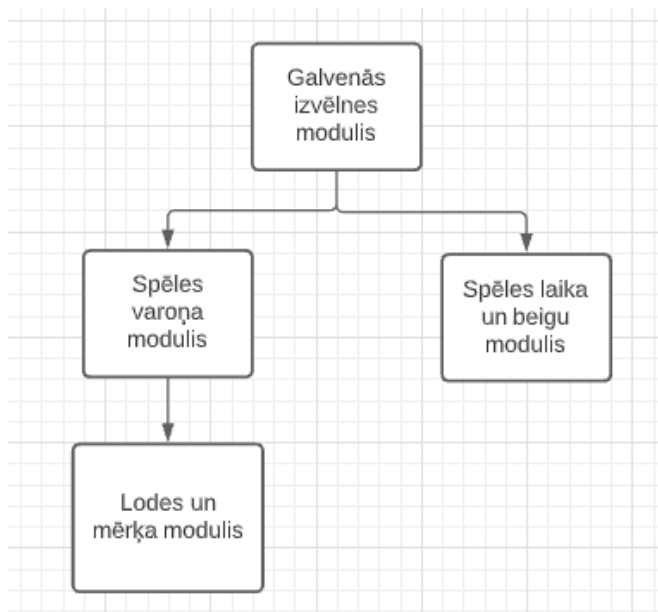 Galvenās
izvēlnes
modulis
Spēles
varoņa
modulis
Spēles laika
un beigu
modulis
Lodes un
mērķa modulis